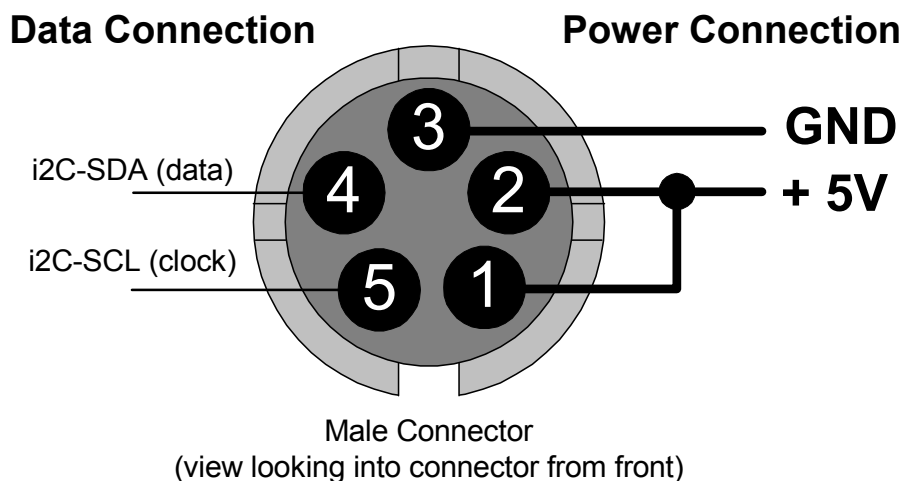 Data Connection
Power Connection
3
GND
i2C-SDA (data)
4
2
+ 5V
i2C-SCL (clock)
5
1
Male Connector
(view looking into connector from front)